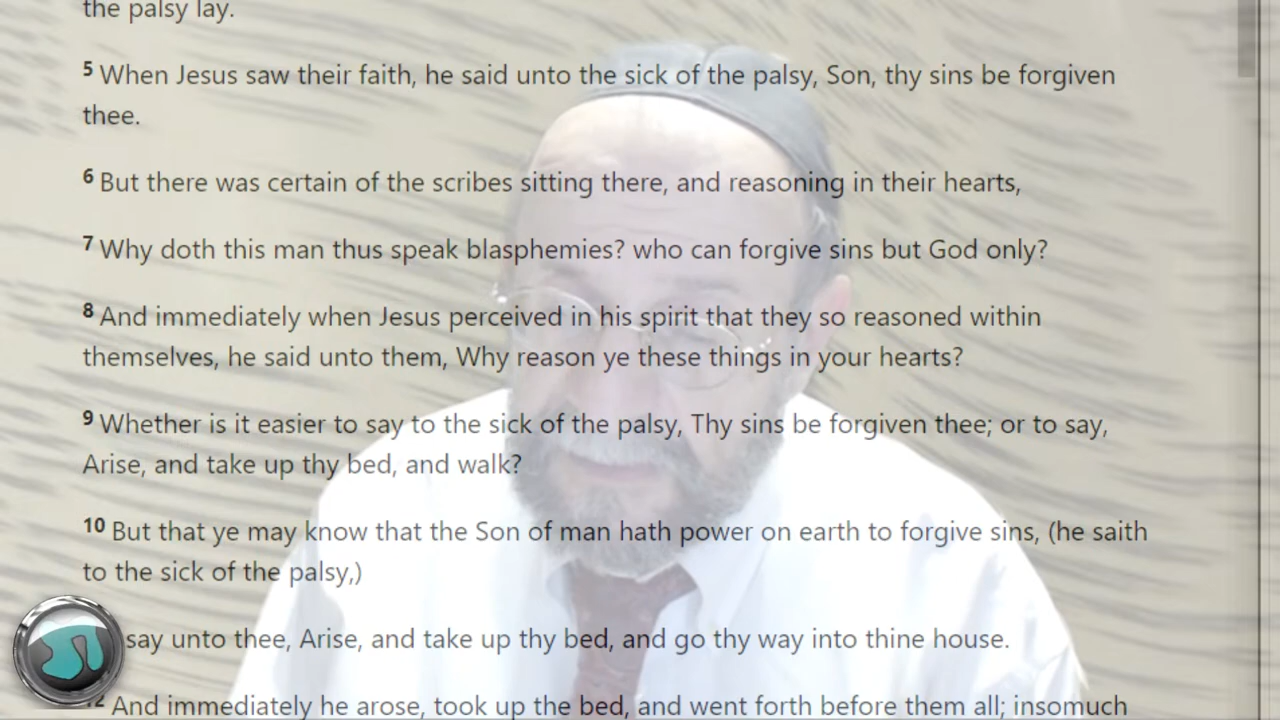 the palsy lay.
5 When Jesus saw their faith, he said unto the sick of the palsy, Son, thy sins be forgiven
thee.
6 But there was certain of the scribes sitting there, and reasoning in their hearts,
7 Why doth this man thus speak blasphemies? who can forgive sins but God only?
8 And immediately when Jesus perceived in his spirit that they so reasoned within
themselves, he said unto them, Why reason ye these things in your hearts?
9 Whether is it easier to say to the sick of the palsy, Thy sins be forgiven thee; or to say,
Arise, and take up thy bed, and walk?
10 But that ye may know that the Son of man hath power on earth to forgive sins, (he saith
to the sick of the palsy,)
say unto thee, Arise, and take up thy bed, and go thy way into thine house.
12 And immediately he arose, took up the bed, and went forth before them all; insomuch